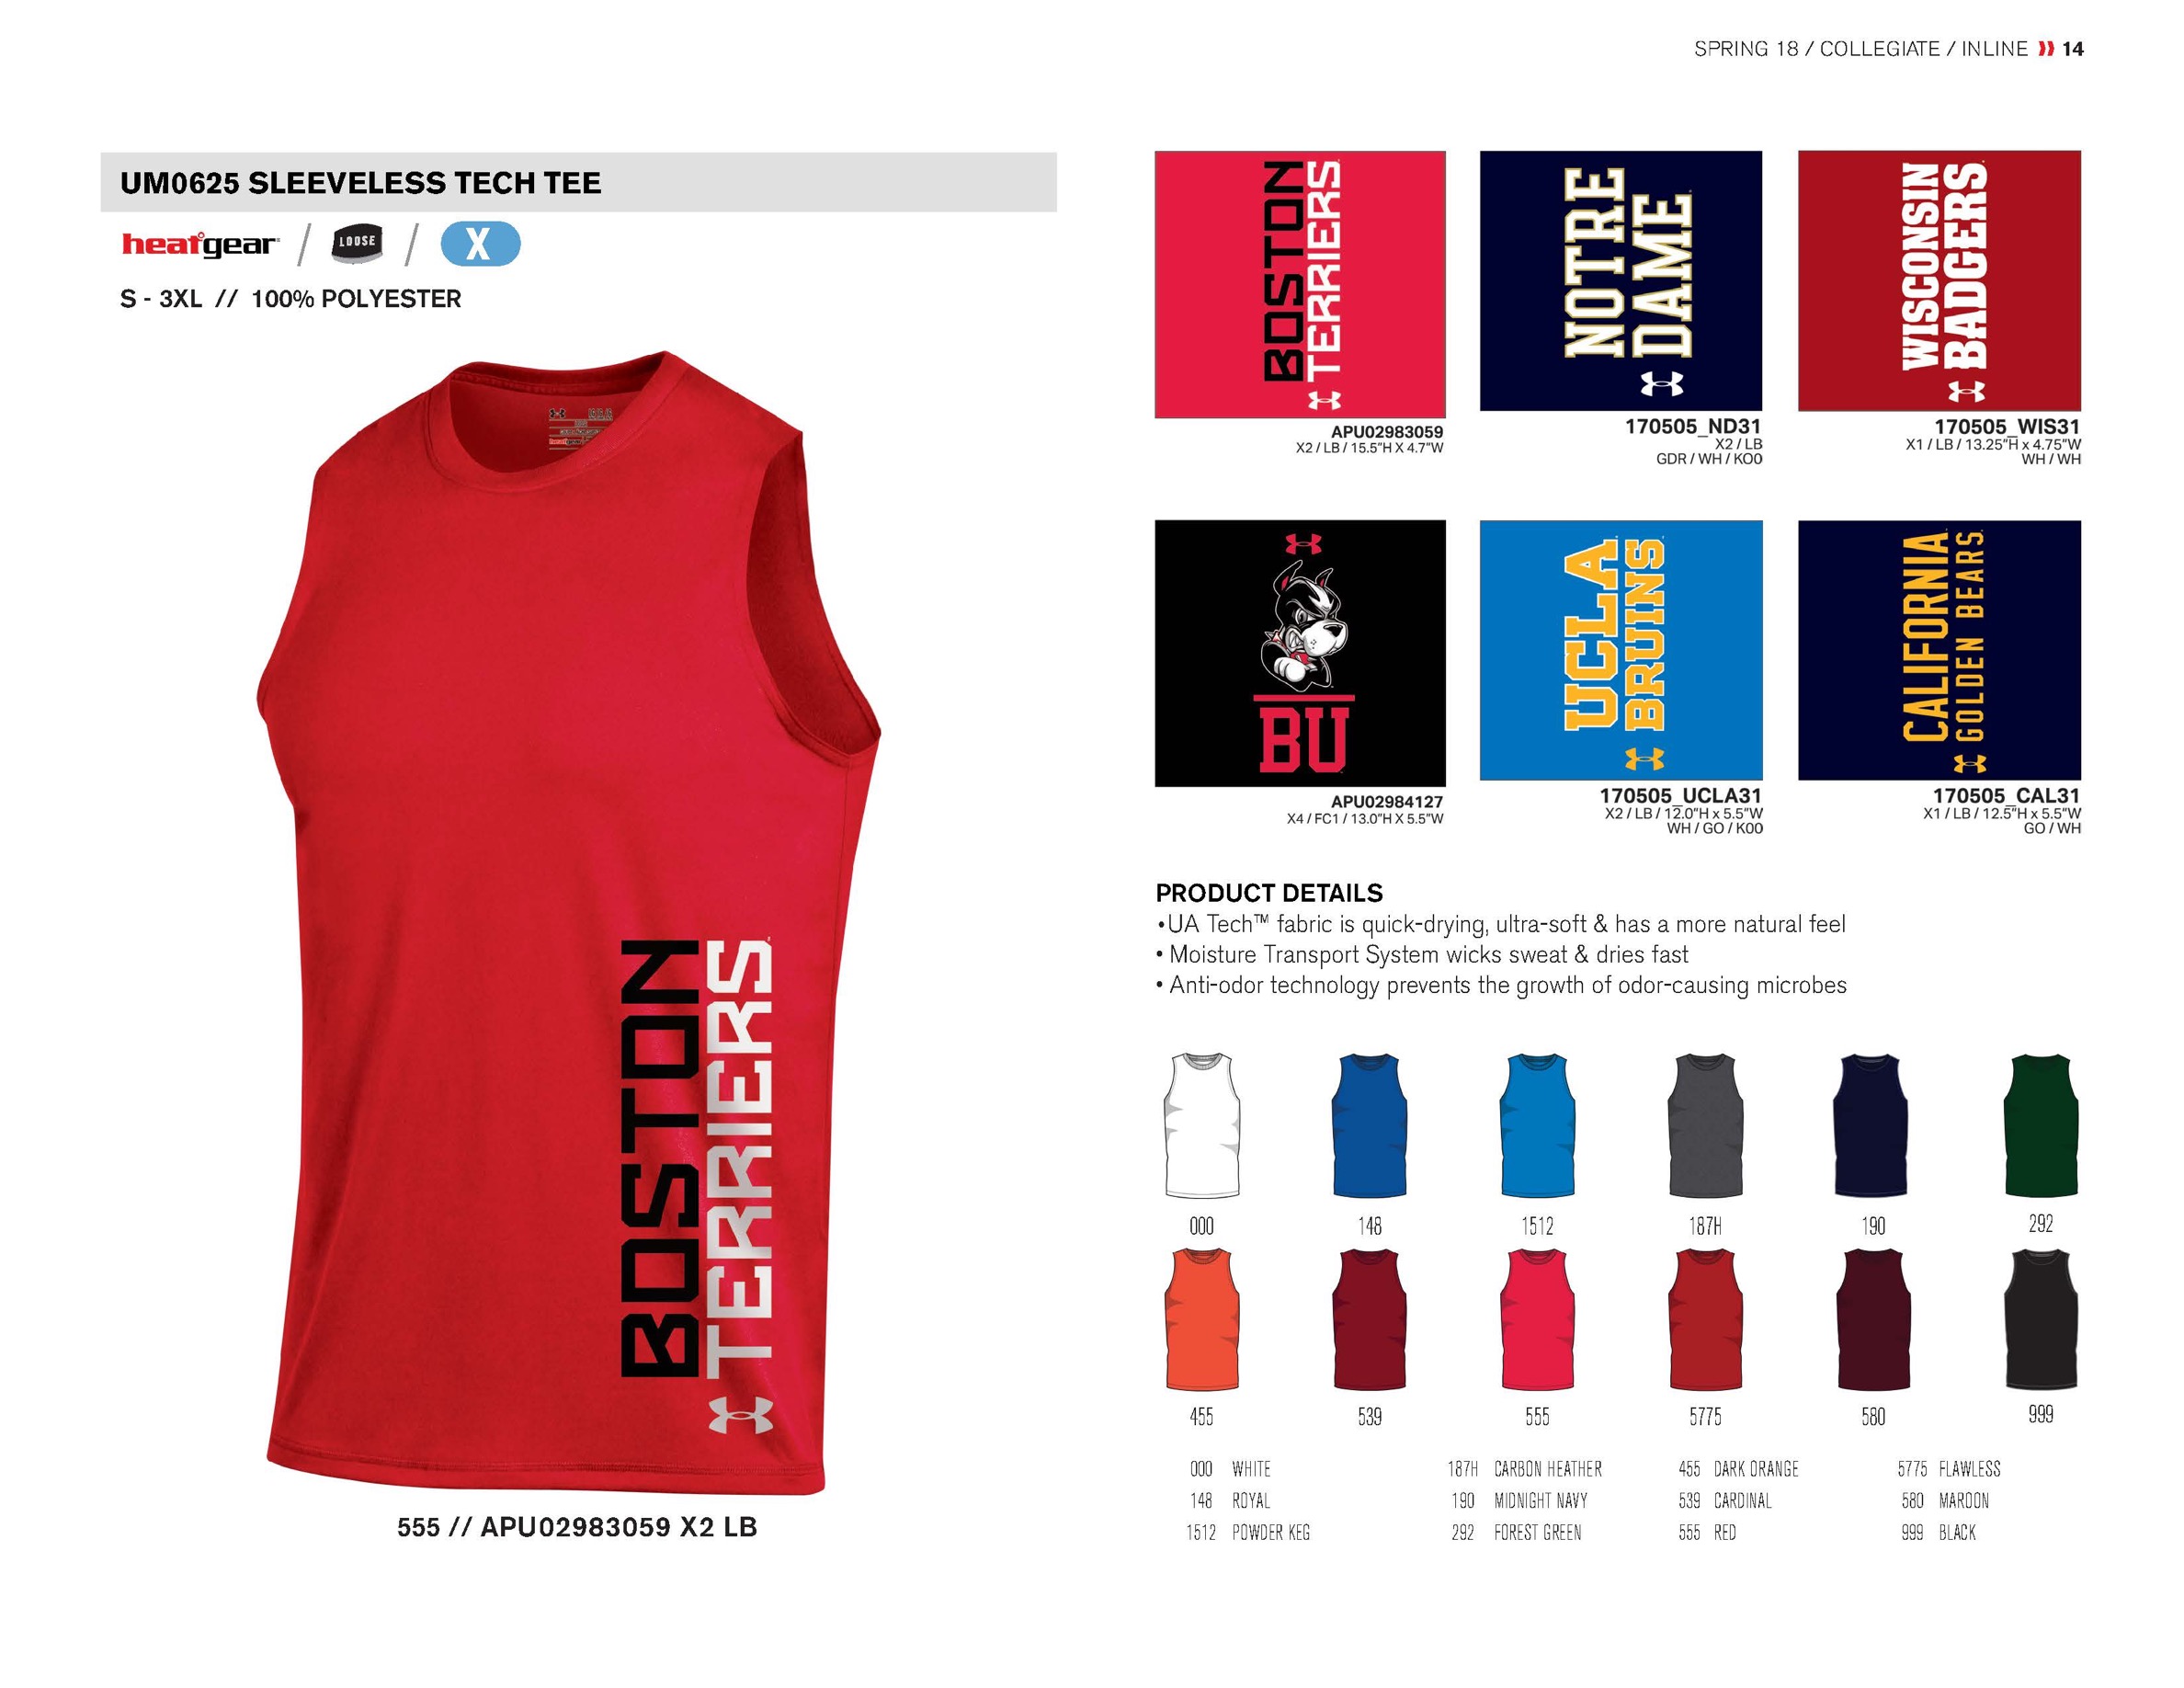 SPRING 18 / COLLEGIATE / INLINE 14
UM0625 SLEEVELESS TECH TEE
heatgear / LOOSE / X
S - 3XL // 100% POLYESTER
BOSTON
TERRIERS
555 // APU02983059 X2 LB
BOSTON
TERRIERS
APU02983059
X2 / LB / 15.5"H X 4.7"W
NOTRE
DAME
170505_ND31
X2 / LB
GDR / WH / KO0
WISCONSIN
BADGERS
170505_WIS31
X1 / LB / 13.25"H x 4.75"W
WH / WH
BU
APU02984127
X4 / FC1 / 13.0"H X 5.5"W
UCLA
BRUINS
170505_UCLA31
X2 / LB / 12.0"H x 5.5"W
WH / GO / K00
CALIFORNIA
GOLDEN BEARS
170505_CAL31
X1 / LB / 12.5"H x 5.5"W
GO / WH
PRODUCT DETAILS
•UA Tech™ fabric is quick-drying, ultra-soft & has a more natural feel
• Moisture Transport System wicks sweat & dries fast
• Anti-odor technology prevents the growth of odor-causing microbes
000 148 1512 187H 190 292
455 539 555 5775 580 999
000 WHITE 187H CARBON HEATHER 455 DARK ORANGE 5775 FLAWLESS
148 ROYAL 190 MIDNIGHT NAVY 539 CARDINAL 580 MAROON
1512 POWDER KEG 292 FOREST GREEN 555 RED 999 BLACK